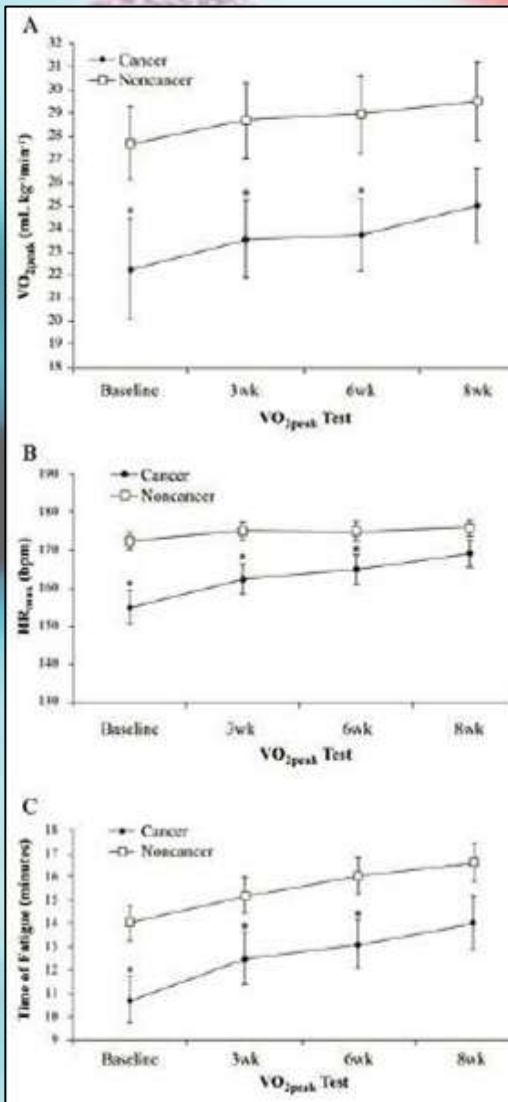 A
32
31
30
29
28
27
26
25
24
23
22
21
20
19
18
Cancer
Noncancer
*
*
*
VO2peak (mL kg-1min-1)
Baseline 3wk 6wk 8wk
VO2peak Test
B
190
180
170
160
150
140
130
Cancer
Noncancer
*
*
*
HRmax (bpm)
Baseline 3wk 6wk 8wk
VO2peak Test
C
18
17
16
15
14
13
12
11
10
9
Cancer
Noncancer
*
*
*
Time of Fatigue (minutes)
Baseline 3wk 6wk 8wk
VO2peak Test